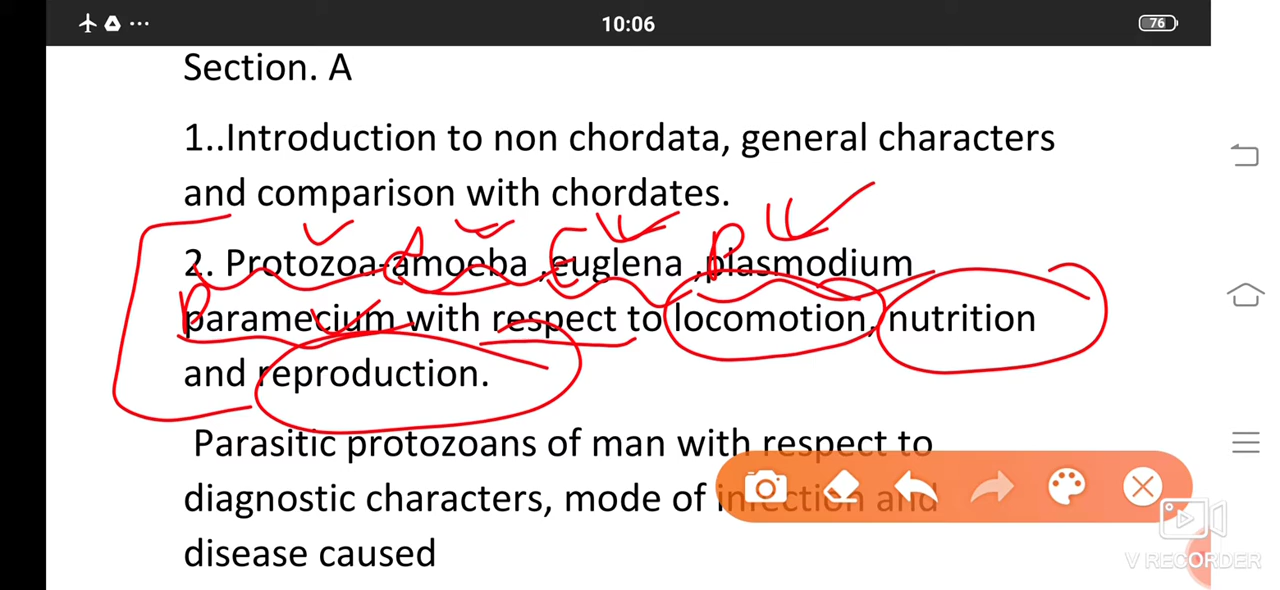 10:06
76
Section. A
1..Introduction to non chordata, general characters
and comparison with chordates.
A E P
2. Protozoa-amoeba ,euglena ,plasmodium
P
paramecium with respect to locomotion, nutrition
and reproduction.
Parasitic protozoans of man with respect to
diagnostic characters, mode of infection and
disease caused
V RECORDER